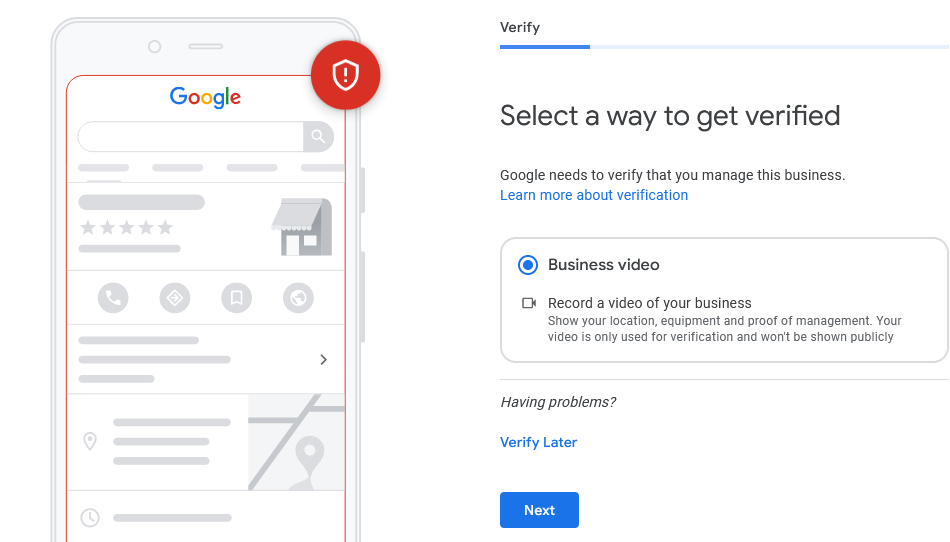 Google
Verify
Select a way to get verified
Google needs to verify that you manage this business.
Learn more about verification
Business video
Record a video of your business
Show your location, equipment and proof of management. Your
video is only used for verification and won't be shown publicly
Having problems?
Verify Later
Next